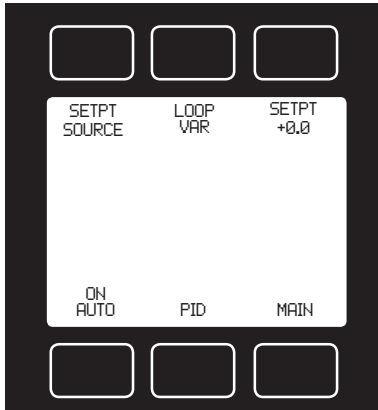 SETPT LOOP SETPT
SOURCE VAR +0.0
ON
AUTO PID MAIN